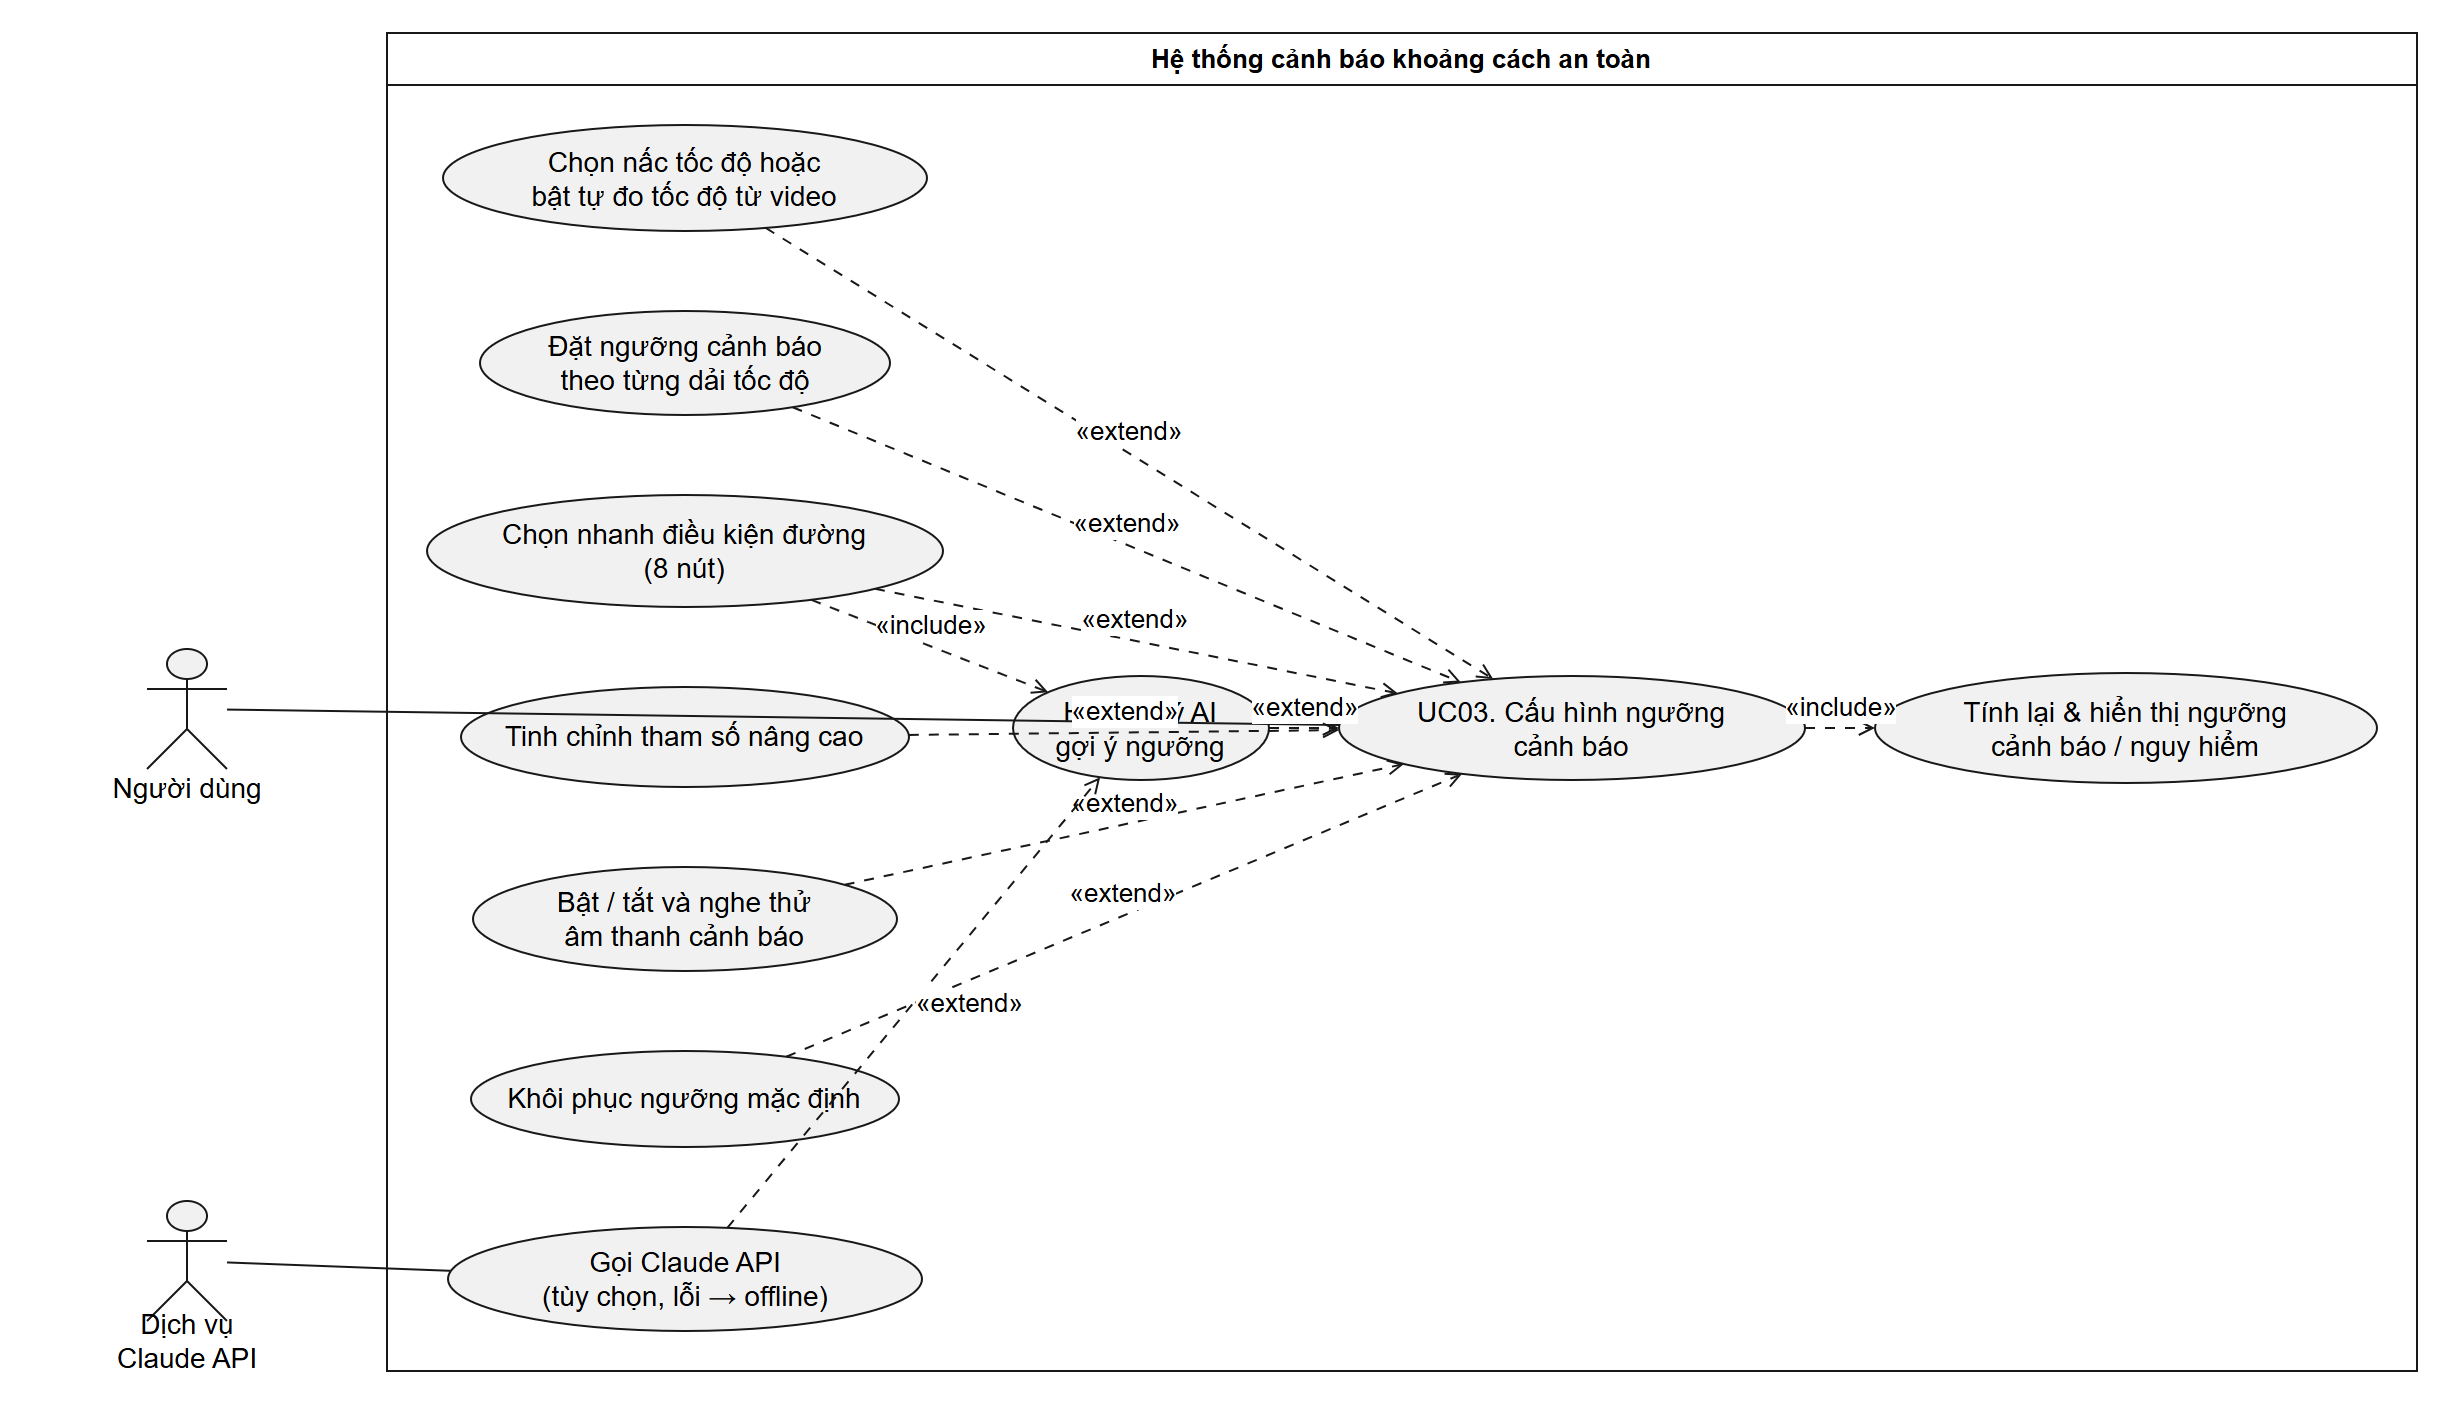 Hệ thống cảnh báo khoảng cách an toàn
Chọn nấc tốc độ hoặc
bật tự đo tốc độ từ video
Đặt ngưỡng cảnh báo
theo từng dải tốc độ
«extend»
«extend»
Chọn nhanh điều kiện đường
(8 nút)
«include»
«extend»
Người dùng
Tinh chỉnh tham số nâng cao
«extend»
AI
gợi ý ngưỡng
«extend»
UC03. Cấu hình ngưỡng
cảnh báo
«include»
Tính lại & hiển thị ngưỡng
cảnh báo / nguy hiểm
«extend»
Bật / tắt và nghe thử
âm thanh cảnh báo
«extend»
«extend»
Khôi phục ngưỡng mặc định
Gọi Claude API
(tùy chọn, lỗi → offline)
Dịch vụ
Claude API